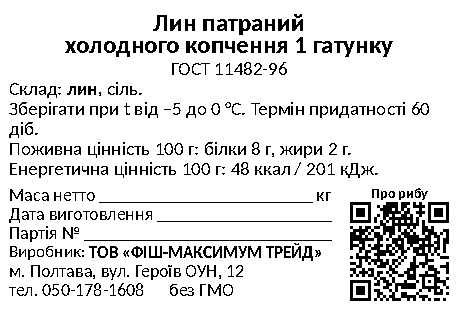 Лин патраний
холодного копчення 1 гатунку
ГОСТ 11482-96
Склад: лин, сіль.
Зберігати при t від –5 до 0 °С. Термін придатності 60
діб.
Поживна цінність 100 г: білки 8 г, жири 2 г.
Енергетична цінність 100 г: 48 ккал / 201 кДж.
Маса нетто ______________________ кг
Дата виготовлення __________________
Партія № __________________________
Про рибу
Виробник: ТОВ «ФІШ-МАКСИМУМ ТРЕЙД»
м. Полтава, вул. Героїв ОУН, 12
тел. 050-178-1608 без ГМО